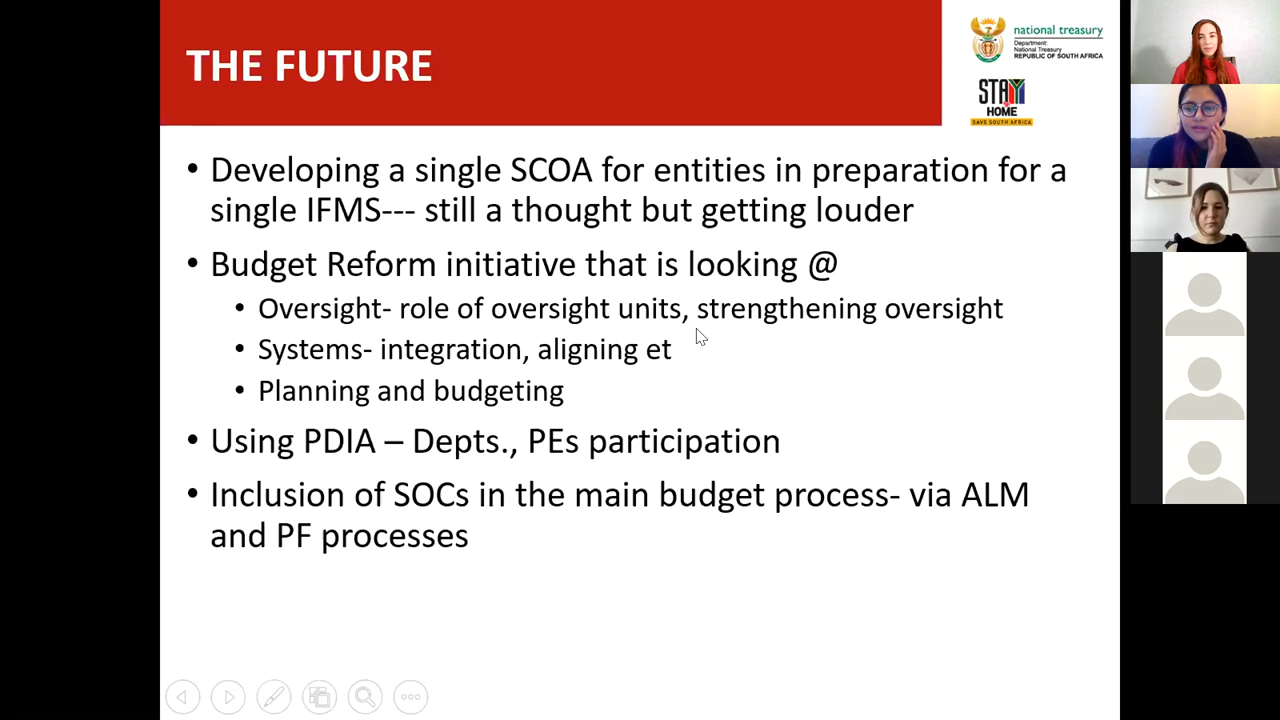 THE FUTURE
national treasury
Department:
National Treasury
REPUBLIC OF SOUTH AFRICA
STAY
HOME
SAVE SOUTH AFRICA
• Developing a single SCOA for entities in preparation for a
single IFMS--- still a thought but getting louder
• Budget Reform initiative that is looking @
• Oversight- role of oversight units, strengthening oversight
• Systems- integration, aligning et
• Planning and budgeting
• Using PDIA – Depts., PEs participation
• Inclusion of SOCs in the main budget process- via ALM
and PF processes